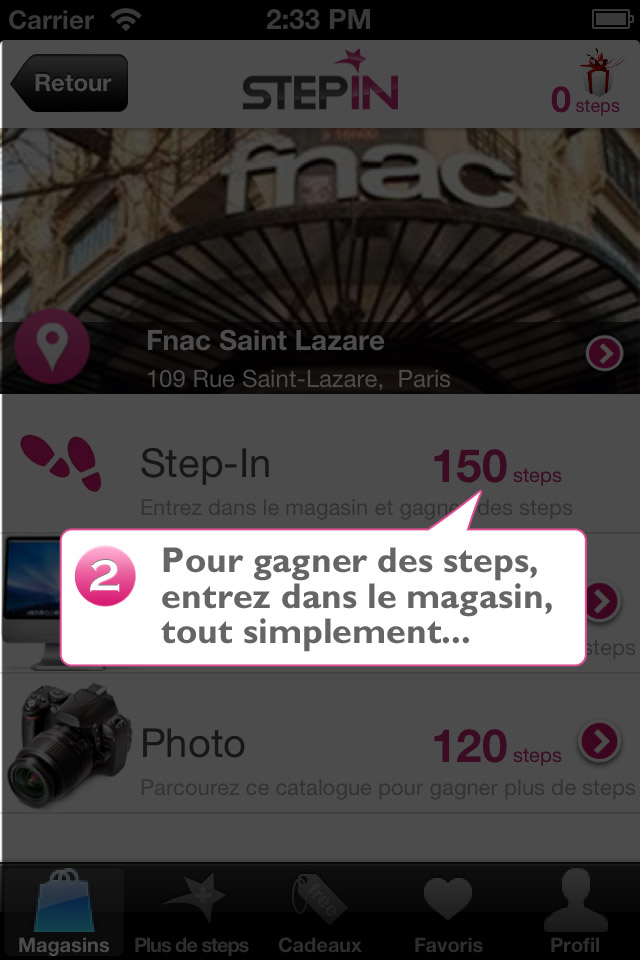 Carrier 2:33 PM
Retour
STEPIN
0 steps
fnac
Fnac Saint Lazare
109 Rue Saint-Lazare, Paris
Step-In
150 steps
Entrez dans le magasin et gagnez des steps
2
Pour gagner des steps,
entrez dans le magasin,
tout simplement...
steps
Photo
120 steps
Parcourez ce catalogue pour gagner plus de steps
free
Magasins Plus de steps Cadeaux Favoris Profil